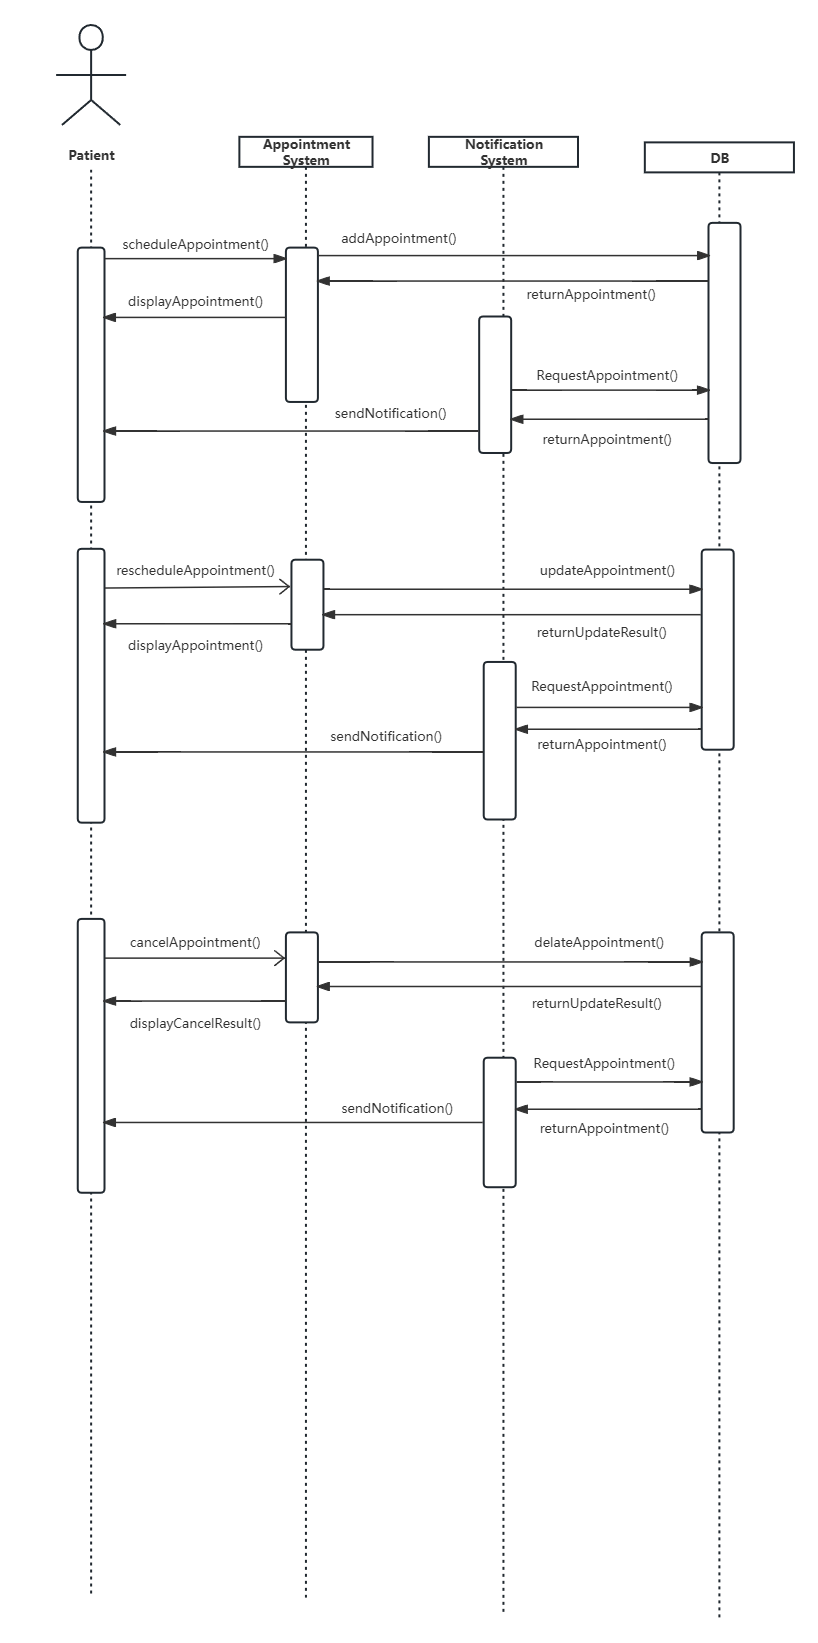 Patient
Appointment
System
Notification
System
DB
scheduleAppointment()
addAppointment()
returnAppointment()
displayAppointment()
RequestAppointment()
sendNotification()
returnAppointment()
rescheduleAppointment()
updateAppointment()
returnUpdateResult()
displayAppointment()
RequestAppointment()
sendNotification()
returnAppointment()
cancelAppointment()
delateAppointment()
returnUpdateResult()
displayCancelResult()
RequestAppointment()
sendNotification()
returnAppointment()